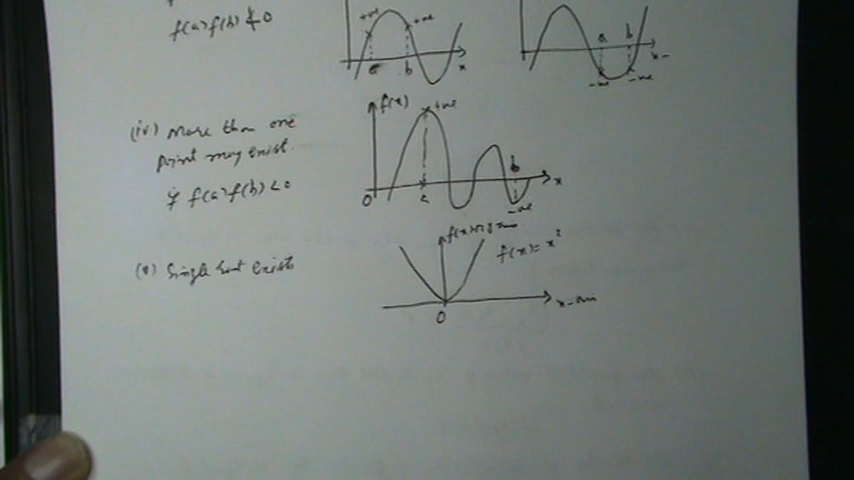 f(a) f(b) ≮ 0
+ve
+ve
a
b
x
a
b
-ve
-ve
x-
(iv) More than one
point may exist
if f(a) f(b) < 0
f(x)
+ve
0
a
b
x
-ve
(v) Single root exists
f(x)
f(x) = x²
0
x-axis